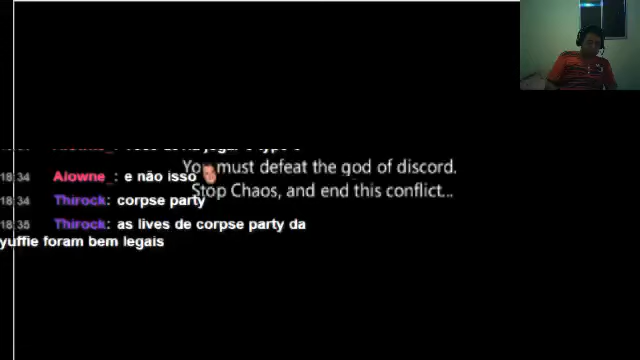 You must defeat the god of discord.
Stop Chaos, and end this conflict...
18:34 Alowne_: e não isso
18:34 Thirock: corpse party
18:35 Thirock: as lives de corpse party da
yuffie foram bem legais